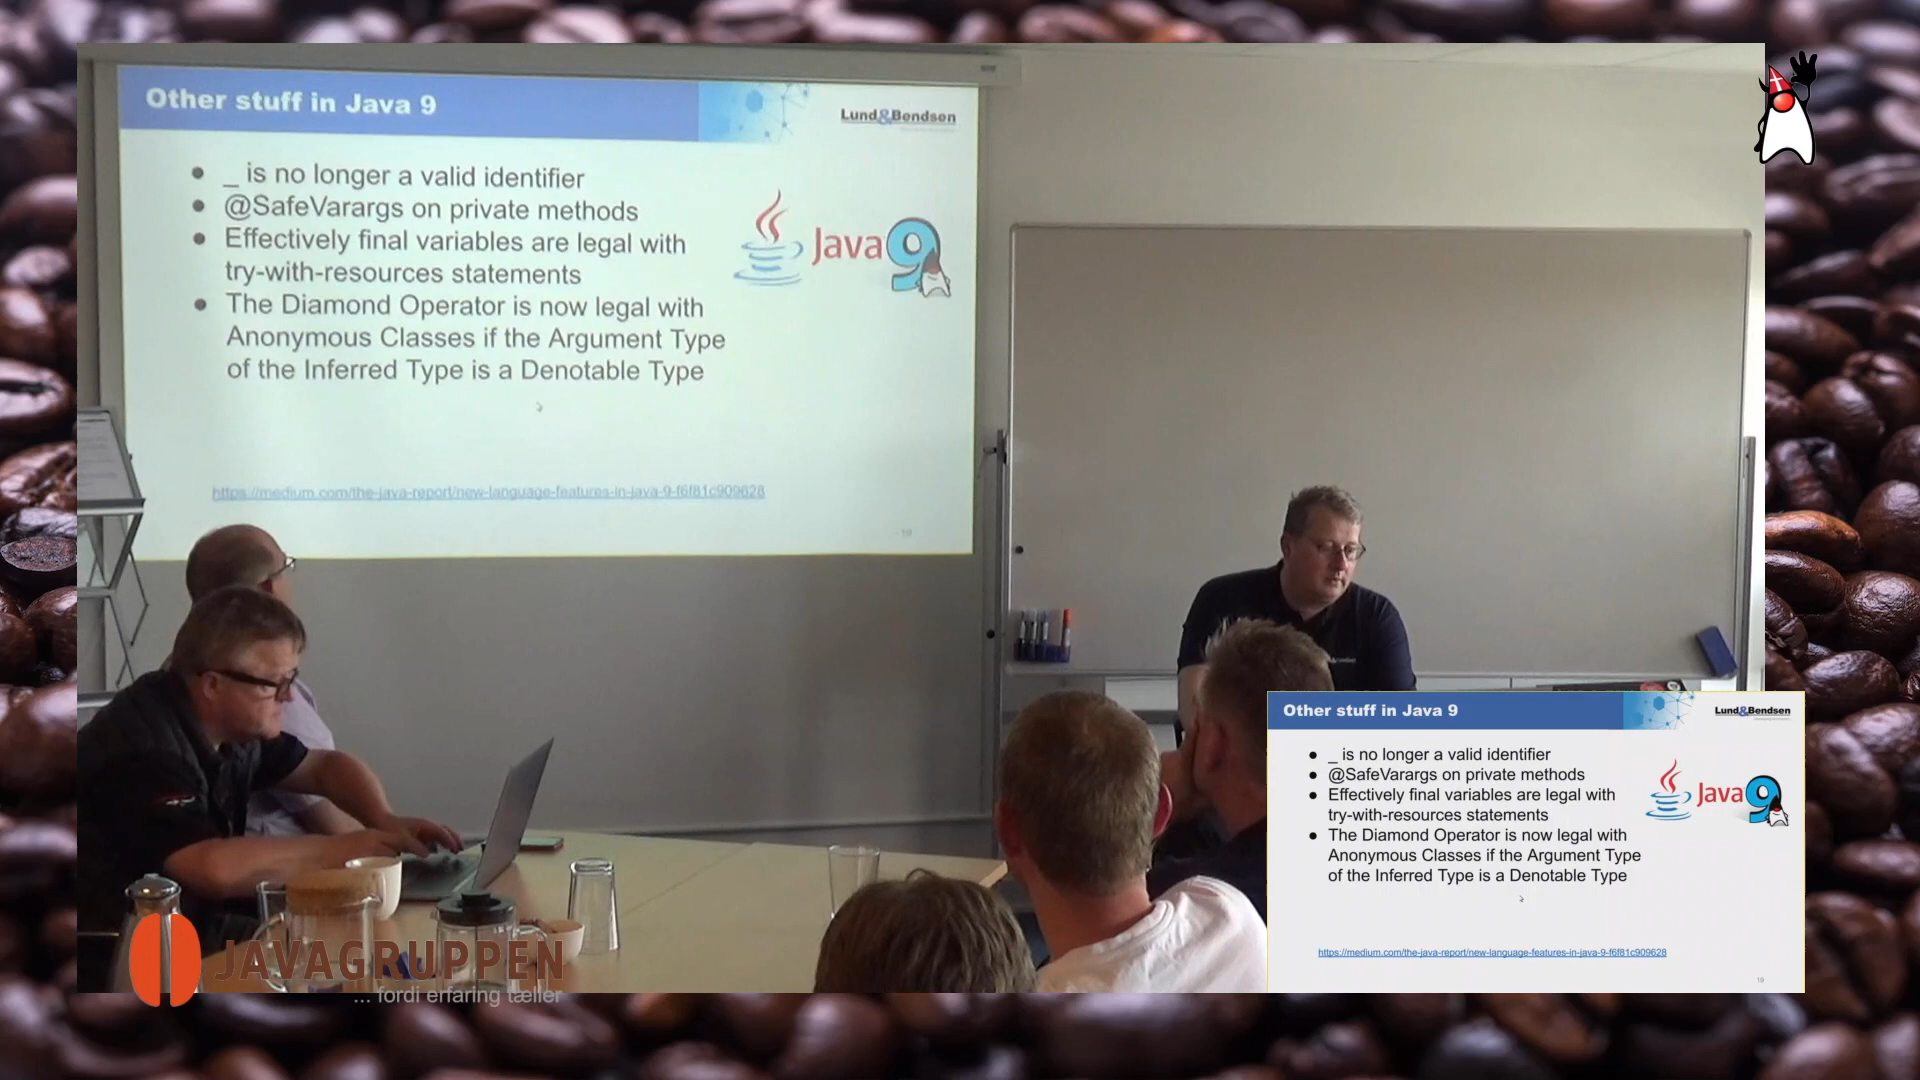 Other stuff in Java 9
Lund&Bendsen
_ is no longer a valid identifier
@SafeVarargs on private methods
Effectively final variables are legal with
try-with-resources statements
The Diamond Operator is now legal with
Anonymous Classes if the Argument Type
of the Inferred Type is a Denotable Type
Java 9
https://medium.com/the-java-report/new-language-features-in-java-9-f6f81c909628
19
Other stuff in Java 9
Lund&Bendsen
_ is no longer a valid identifier
@SafeVarargs on private methods
Effectively final variables are legal with
try-with-resources statements
The Diamond Operator is now legal with
Anonymous Classes if the Argument Type
of the Inferred Type is a Denotable Type
Java 9
https://medium.com/the-java-report/new-language-features-in-java-9-f6f81c909628
19
JAVAGRUPPEN
... fordi erfaring tæller